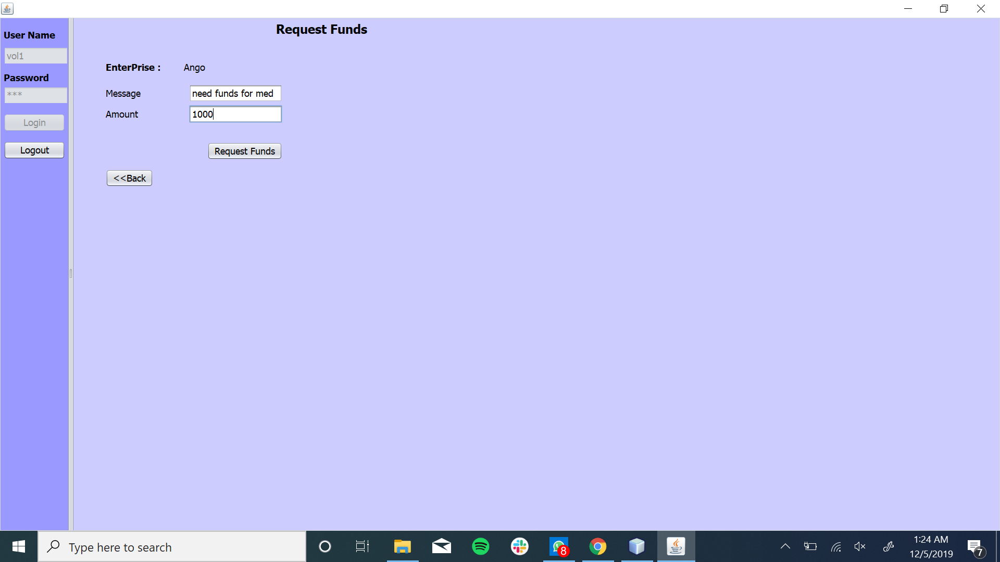 Request Funds
User Name
vol1
Password
***
Login
Logout
EnterPrise : Ango
Message need funds for med
Amount 1000
Request Funds
<<Back
Type here to search
8
1:24 AM
12/5/2019
7